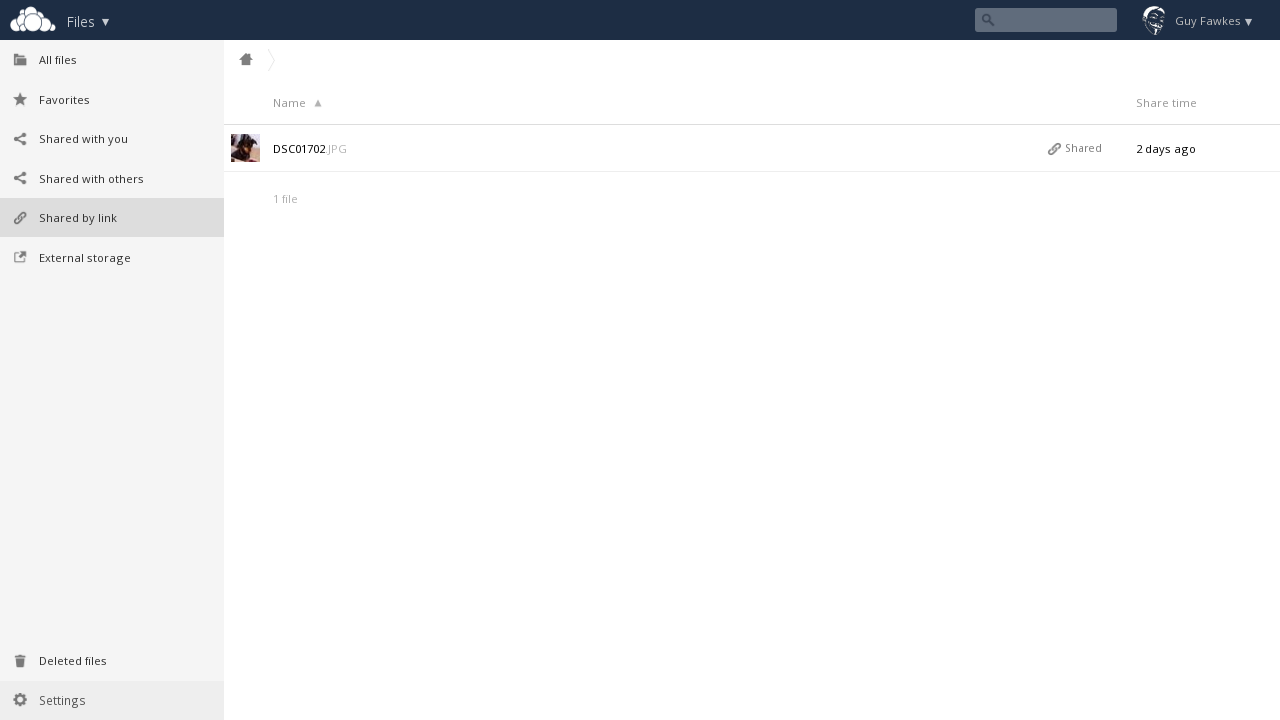 Files ▼
Guy Fawkes ▼
All files
Favorites
Shared with you
Shared with others
Shared by link
External storage
Deleted files
Settings
Name ▲ Share time
DSC01702.JPG Shared 2 days ago
1 file